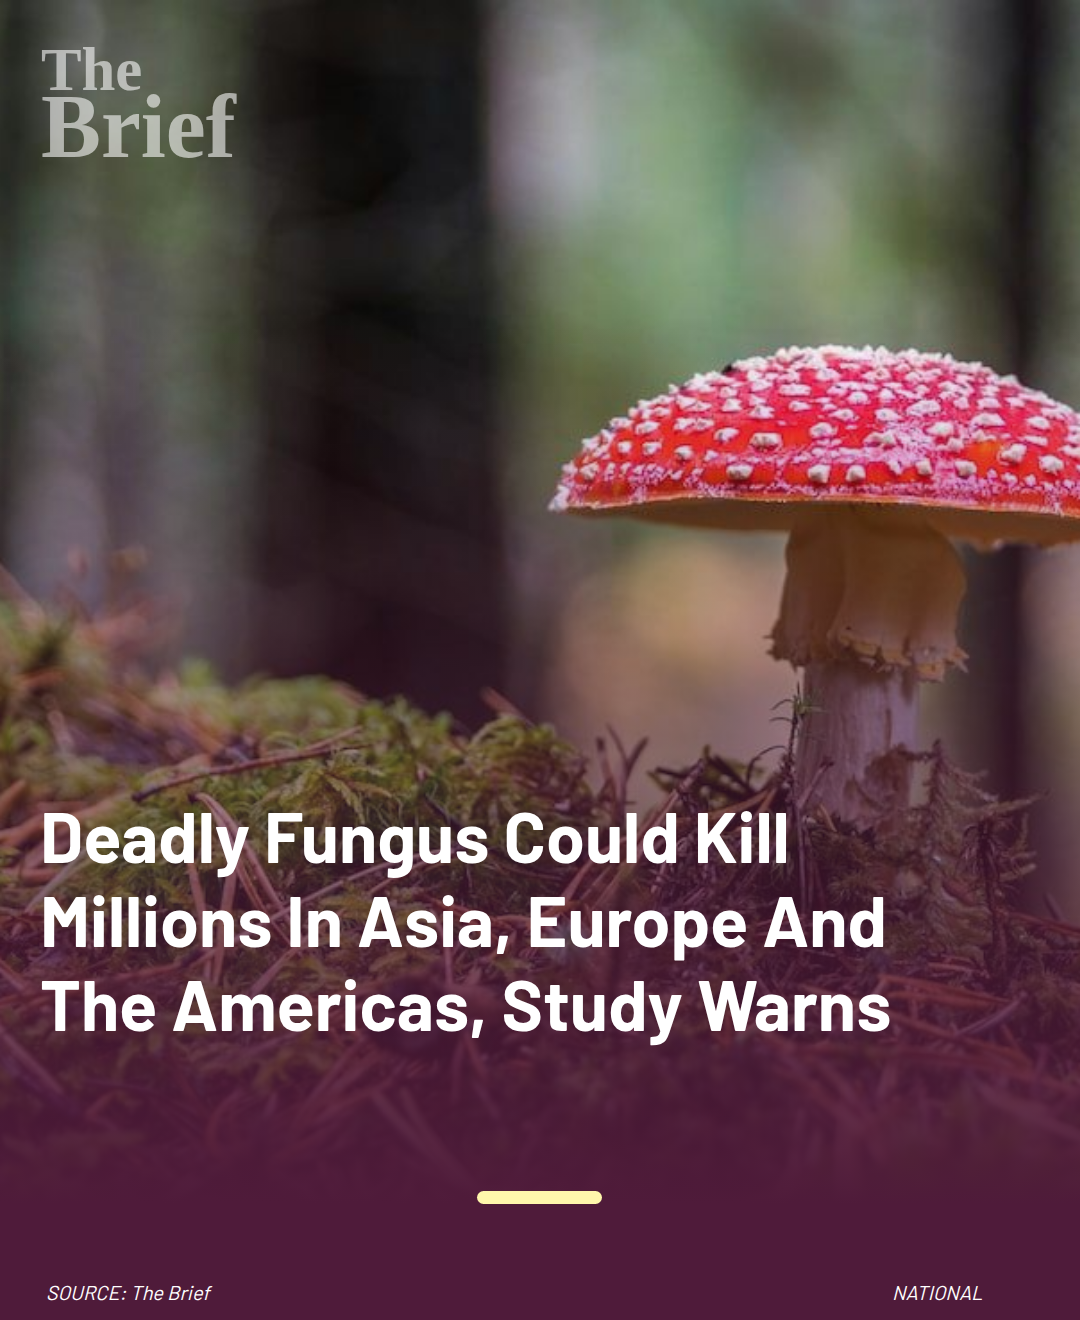 The
Brief
Deadly Fungus Could Kill
Millions In Asia, Europe And
The Americas, Study Warns
SOURCE: The Brief
NATIONAL